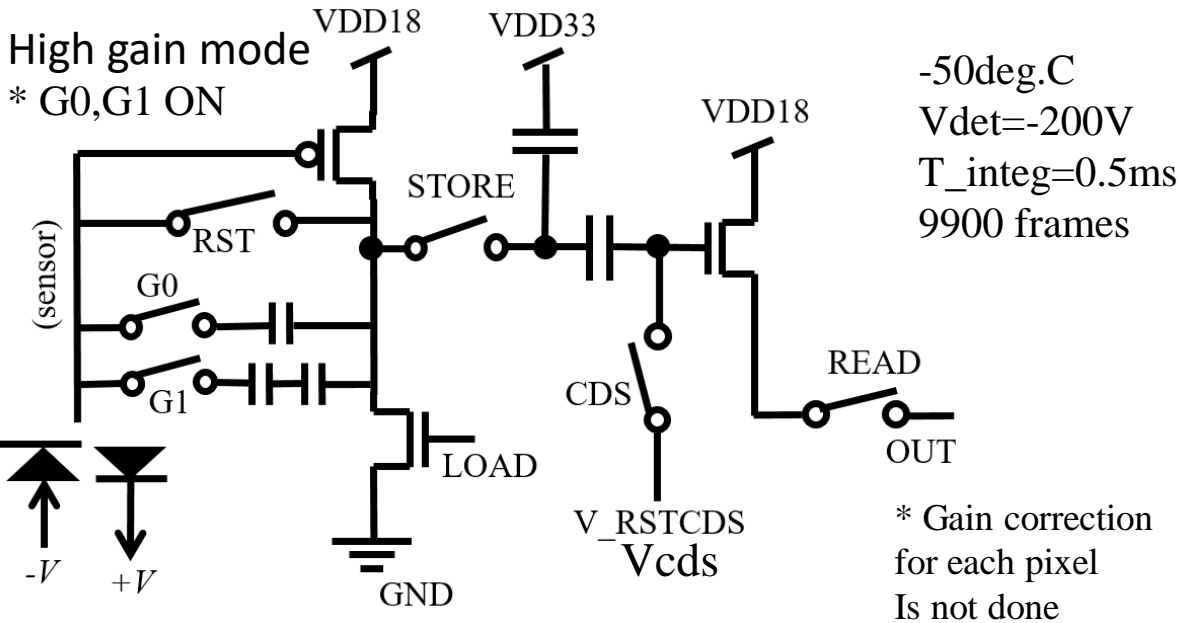 High gain mode
* G0,G1 ON
VDD18
VDD33
VDD18
-50deg.C
Vdet=-200V
T_integ=0.5ms
9900 frames
STORE
RST
(sensor)
G0
G1
CDS
READ
LOAD
OUT
V_RSTCDS
Vcds
-V
+V
GND
* Gain correction
for each pixel
Is not done